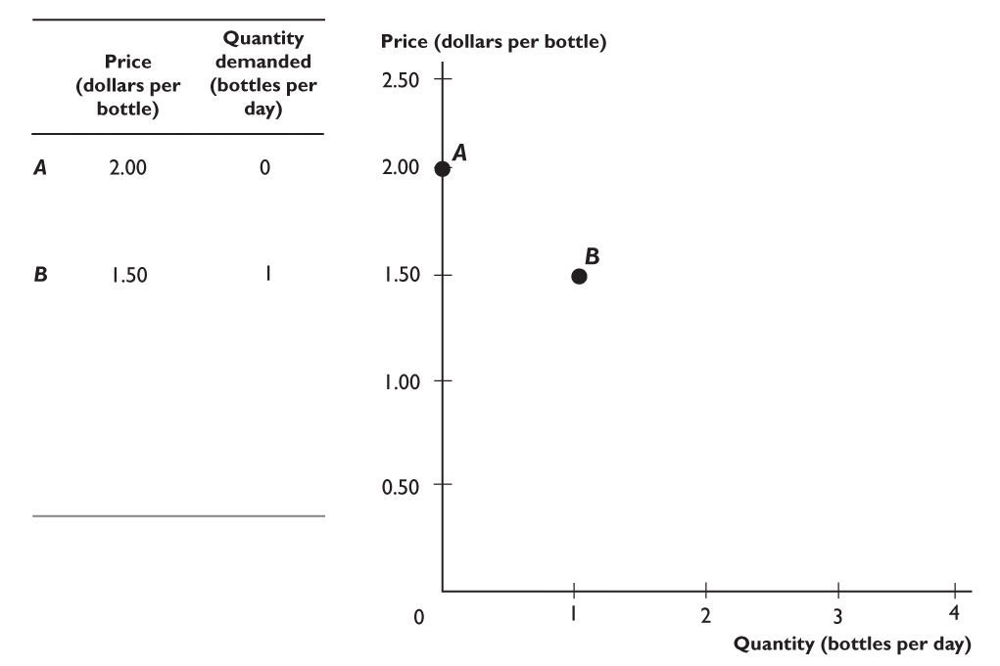 Quantity
Price demanded
(dollars per (bottles per
bottle) day)
A 2.00 0
B 1.50 1
Price (dollars per bottle)
2.50
2.00
A
1.50
B
1.00
0.50
0 1 2 3 4
Quantity (bottles per day)